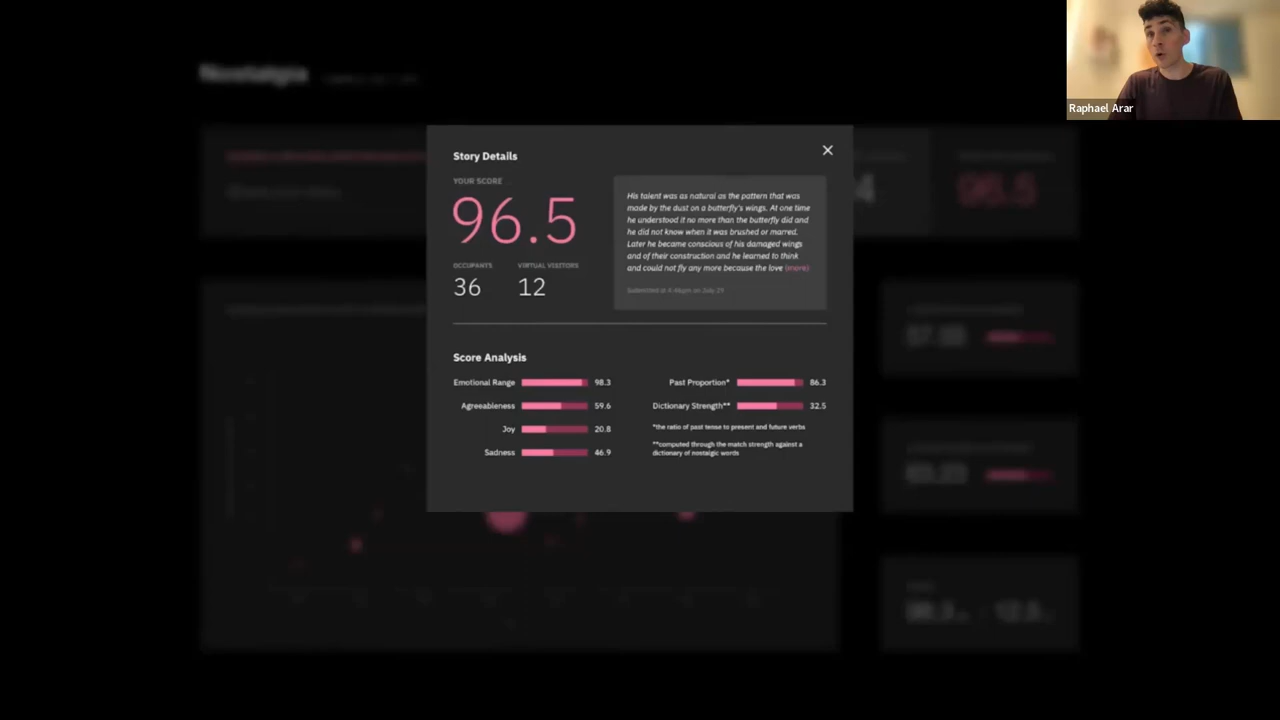 Raphael Arar
Nostalgia
Story Details
YOUR SCORE
96.5
OCCUPANTS
VIRTUAL VISITORS
36
12
His talent was as natural as the pattern that was
made by the dust on a butterfly's wings. At one time
he understood it no more than the butterfly did and
he did not know when it was brushed or marred.
Later he became conscious of his damaged wings
and of their construction and he learned to think
and could not fly any more because the love (more)
4
96.5
Score Analysis
Emotional Range 98.3
Agreeableness 59.6
Joy 20.8
Sadness 46.9
Past Proportion* 86.3
Dictionary Strength** 32.5
*the ratio of past tense to present and future verbs
**computed through the match strength against a
dictionary of nostalgic words